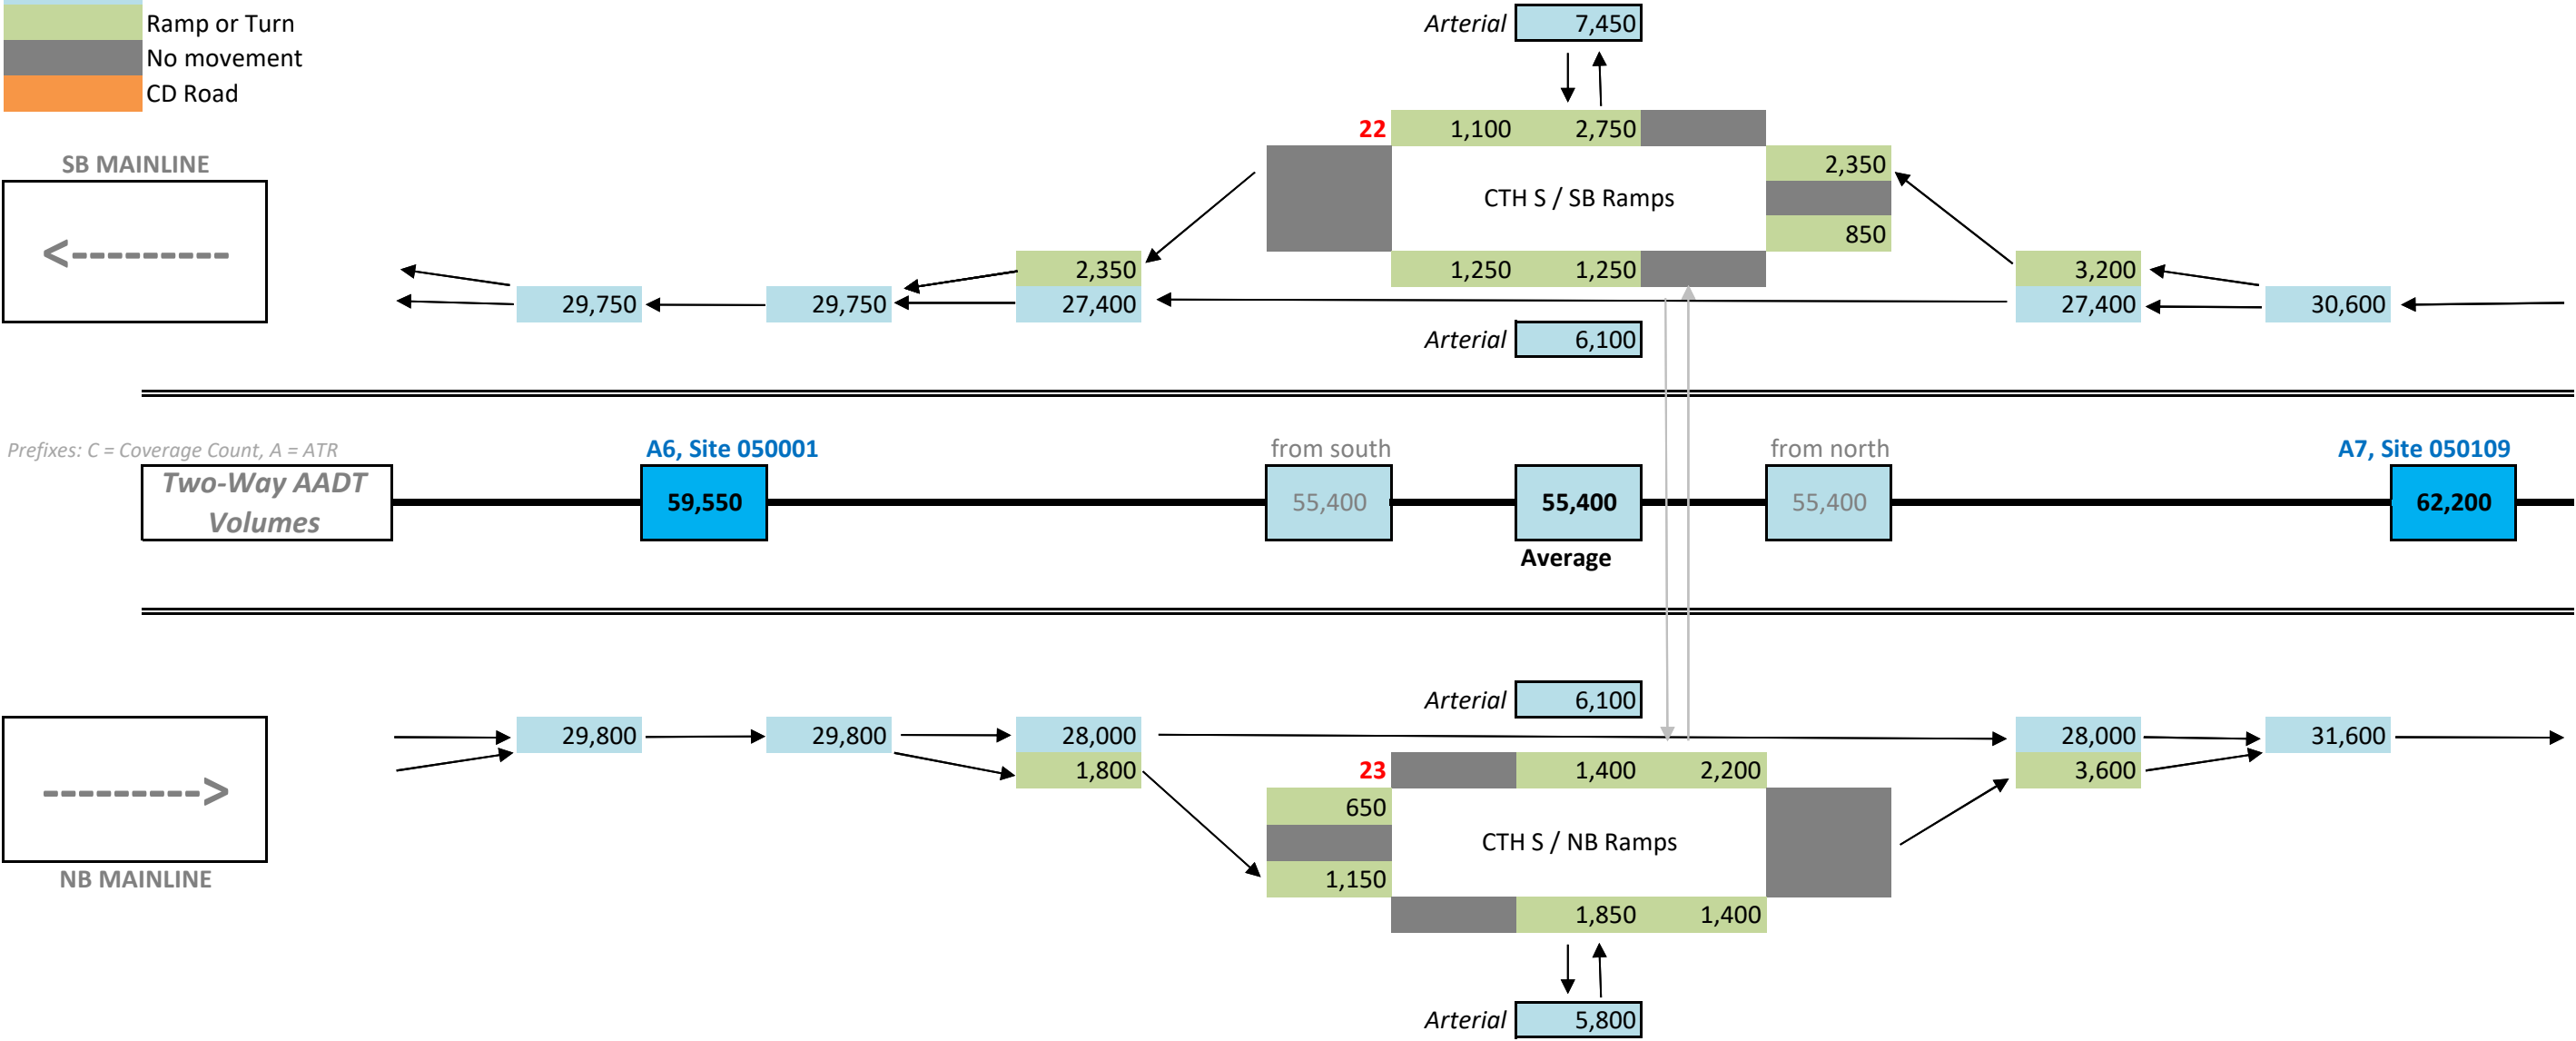 Ramp or Turn
No movement
CD Road
Arterial 7,450
22 1,100 2,750
SB MAINLINE
2,350
CTH S / SB Ramps
850
<----------
2,350 1,250 1,250 3,200
29,750 29,750 27,400 27,400 30,600
Arterial 6,100
Prefixes: C = Coverage Count, A = ATR
A6, Site 050001 from south from north A7, Site 050109
Two-Way AADT
Volumes
59,550 55,400 55,400 55,400 62,200
Average
Arterial 6,100
29,800 29,800 28,000 28,000 31,600
1,800 23 1,400 2,200 3,600
650
---------->
CTH S / NB Ramps
1,150
NB MAINLINE
1,850 1,400
Arterial 5,800